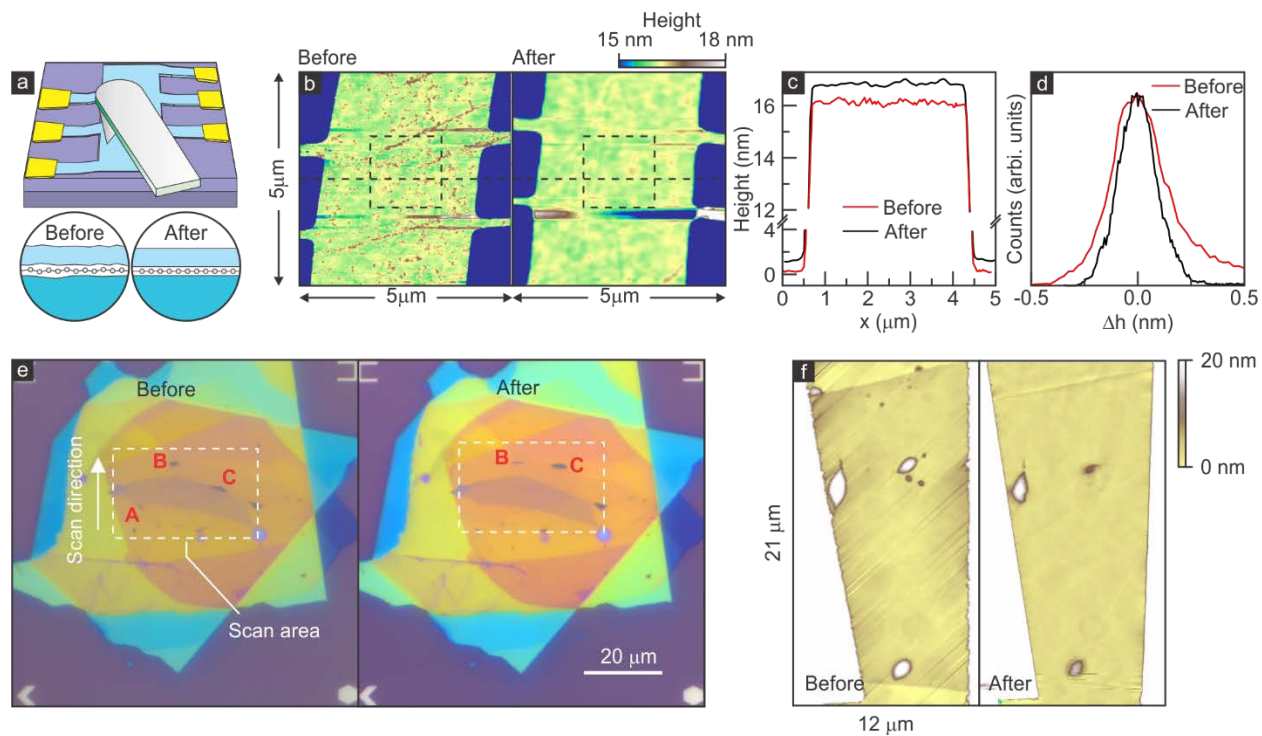 Height
15 nm 18 nm
a
Before After
b
Before
After
5μm
5μm
5μm
c
Height (nm)
16
14
12
4
2
0
Before
After
0 1 2 3 4 5
x (μm)
d
Counts (arbi. units)
Before
After
-0.5 0.0 0.5
Δh (nm)
e
Before
After
Scan direction
B
C
A
B
C
Scan area
20 μm
f
20 nm
0 nm
21 μm
Before
After
12 μm